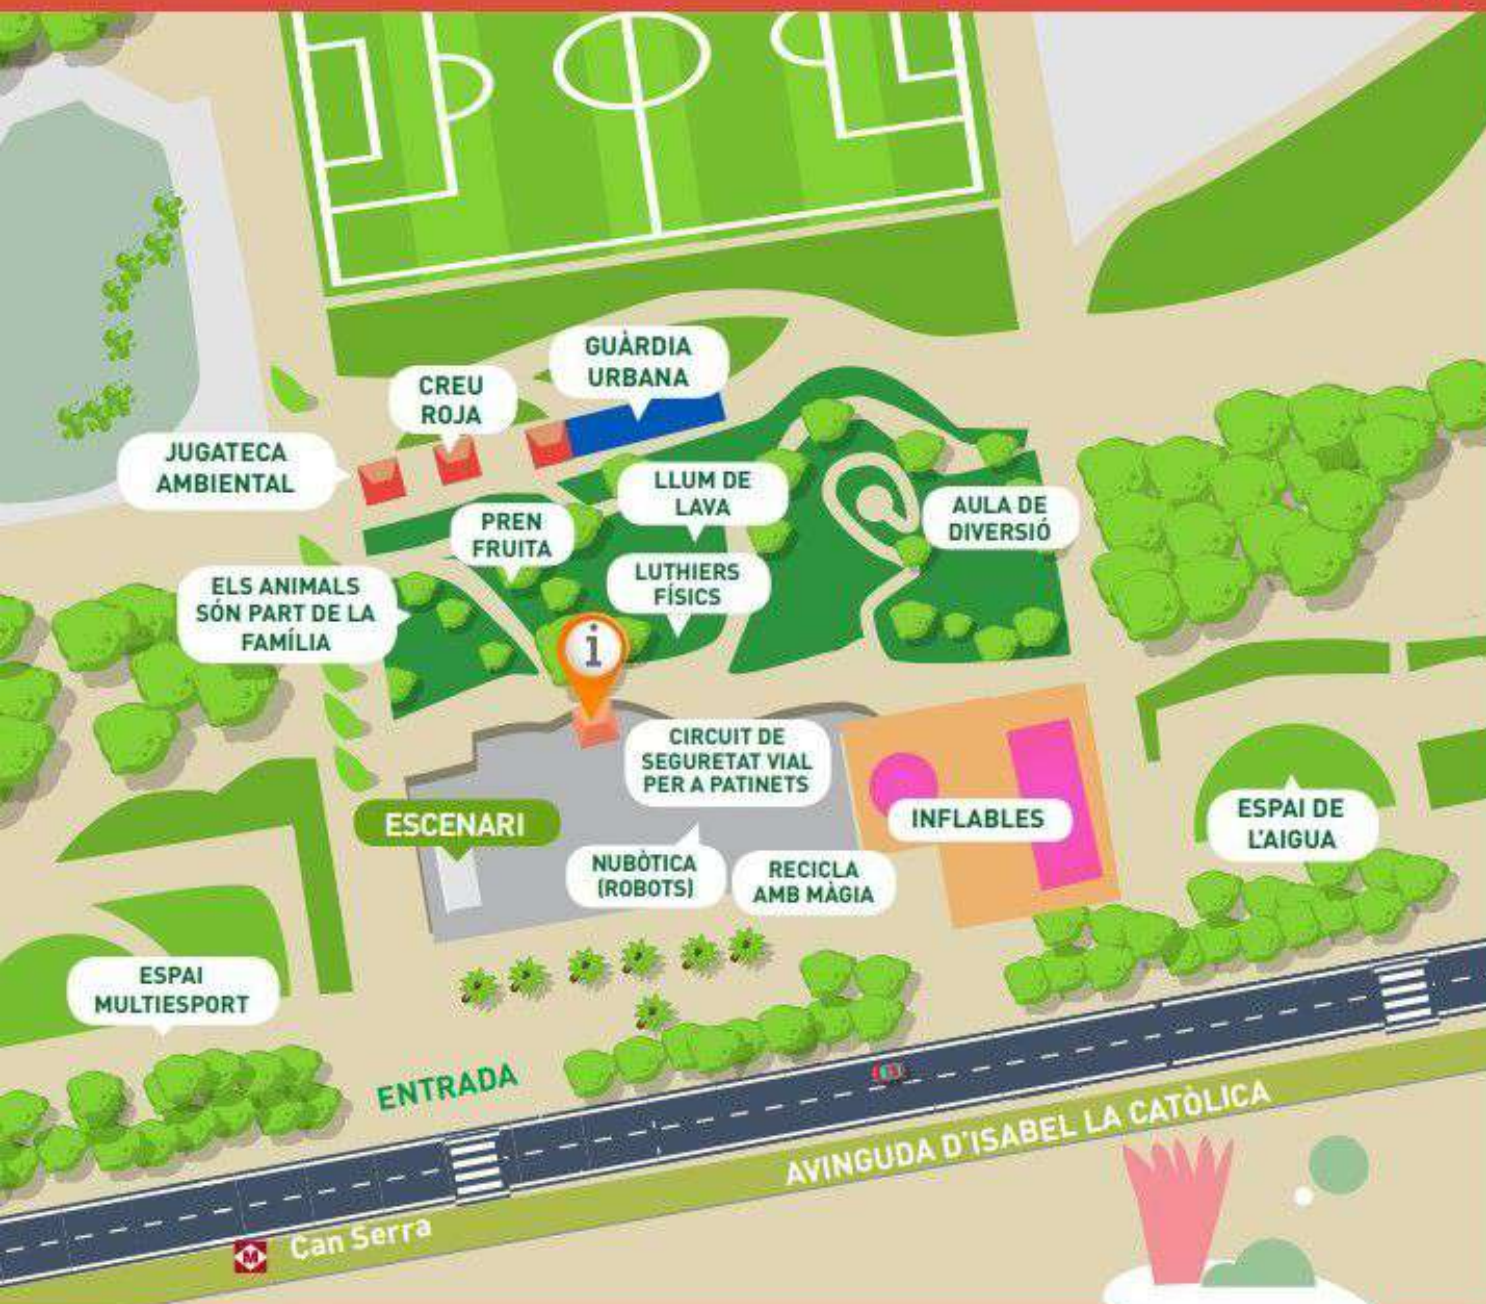 GUÀRDIA
URBANA
CREU
ROJA
JUGATECA
AMBIENTAL
LLUM DE
LAVA
AULA DE
DIVERSIÓ
PREN
FRUITA
LUTHIERS
FÍSICS
ELS ANIMALS
SÓN PART DE LA
FAMÍLIA
i
CIRCUIT DE
SEGURETAT VIAL
PER A PATINETS
ESCENARI
INFLABLES
ESPAI DE
L'AIGUA
NUBÒTICA
(ROBOTS)
RECICLA
AMB MÀGIA
ESPAI
MULTIESPORT
ENTRADA
AVINGUDA D'ISABEL LA CATÒLICA
M
Can Serra